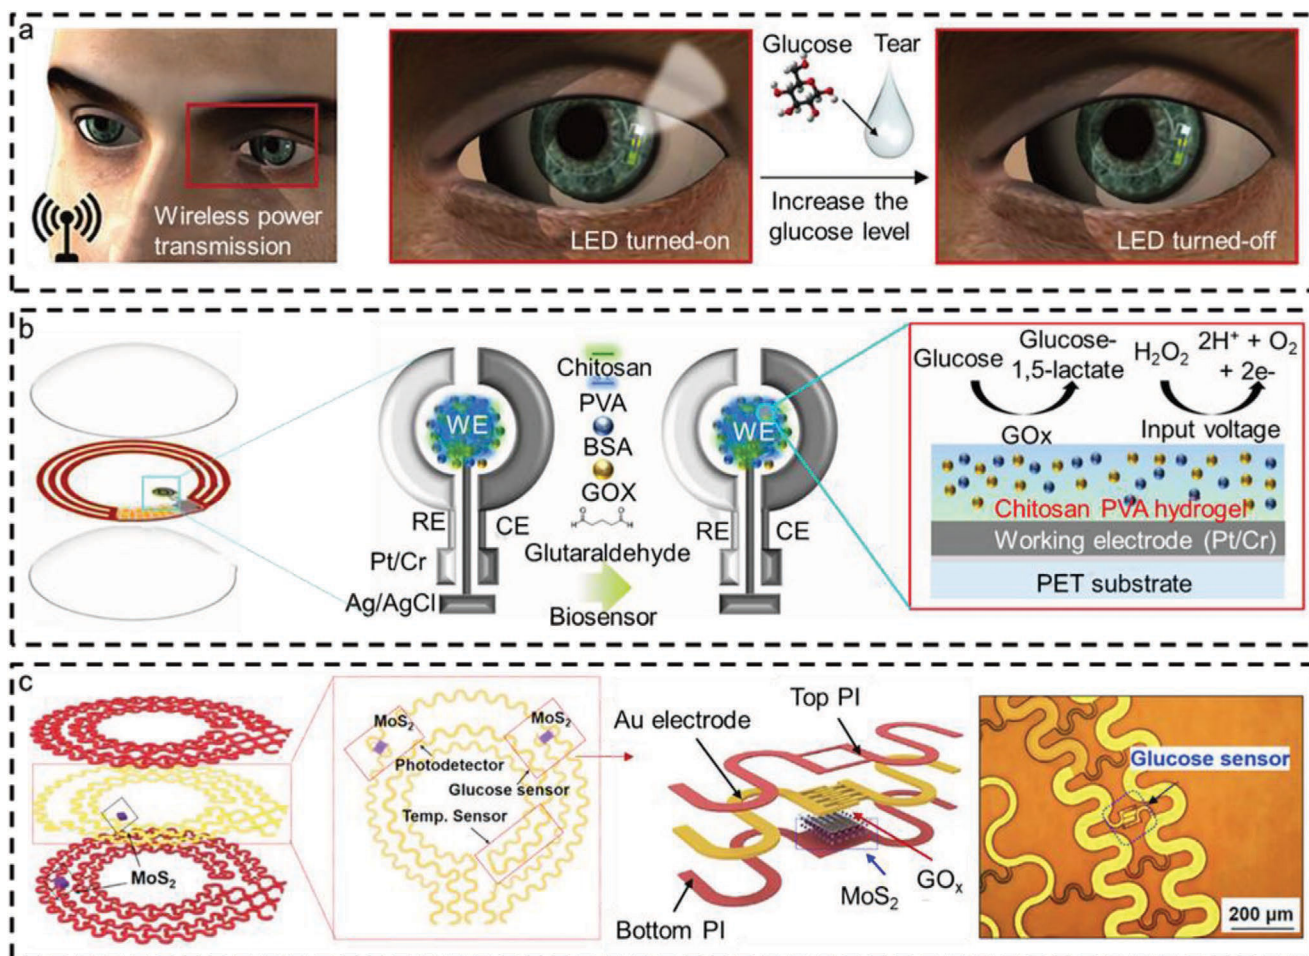 a
Wireless power
transmission
LED turned-on
Glucose
Tear
Increase the
glucose level
LED turned-off
b
WE
RE
CE
Pt/Cr
Ag/AgCl
Chitosan
PVA
BSA
GOX
O
O
H
H
Glutaraldehyde
Biosensor
WE
RE
CE
Glucose
Glucose-
1,5-lactate
GOx
H₂O₂
2H⁺ + O₂
+ 2e-
Input voltage
Chitosan PVA hydrogel
Working electrode (Pt/Cr)
PET substrate
c
MoS₂
MoS₂
MoS₂
Photodetector
Glucose sensor
Temp. Sensor
Top PI
Au electrode
GOₓ
MoS₂
Bottom PI
Glucose sensor
200 μm